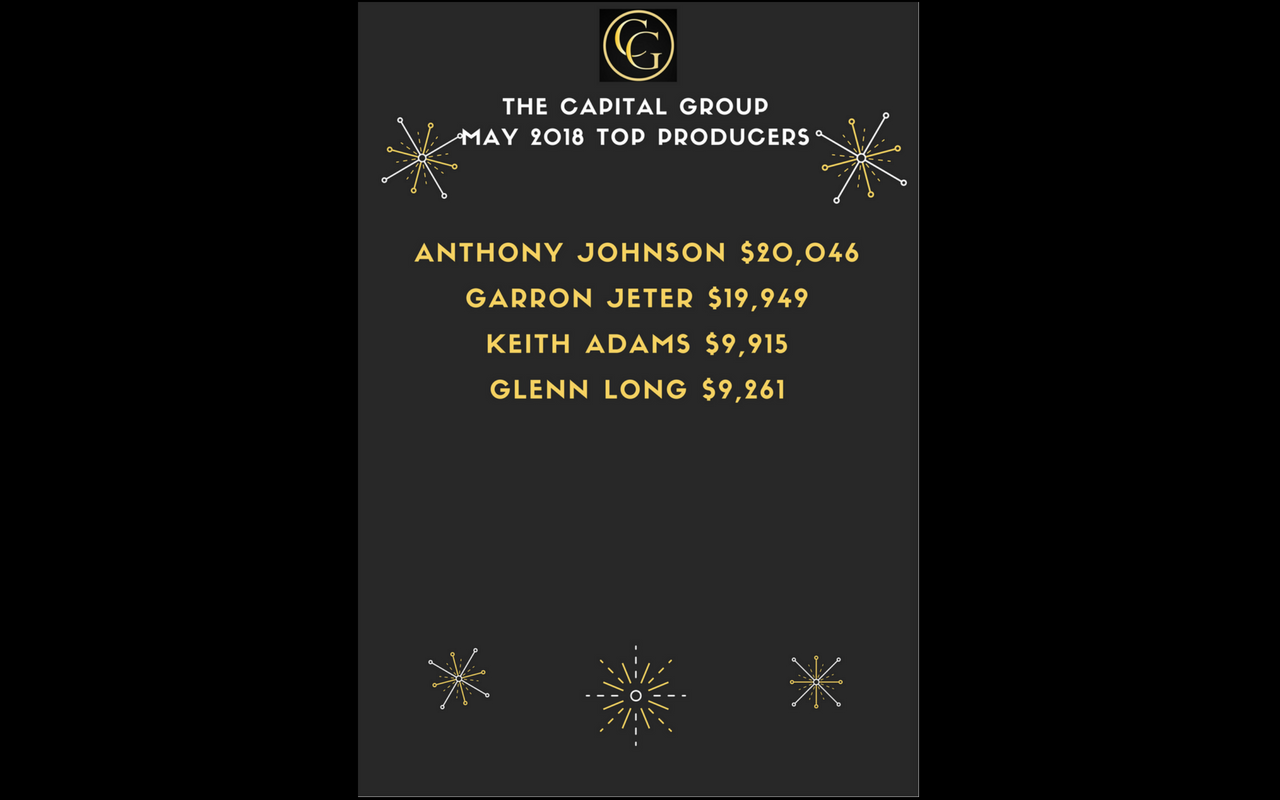 CG
THE CAPITAL GROUP
MAY 2018 TOP PRODUCERS
ANTHONY JOHNSON $20,046
GARRON JETER $19,949
KEITH ADAMS $9,915
GLENN LONG $9,261